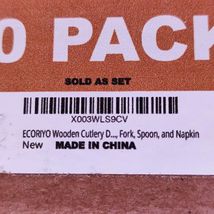 0 PACK
SOLD AS SET
X003WLS9CV
ECORIYO Wooden Cutlery D..., Fork, Spoon, and Napkin
New MADE IN CHINA